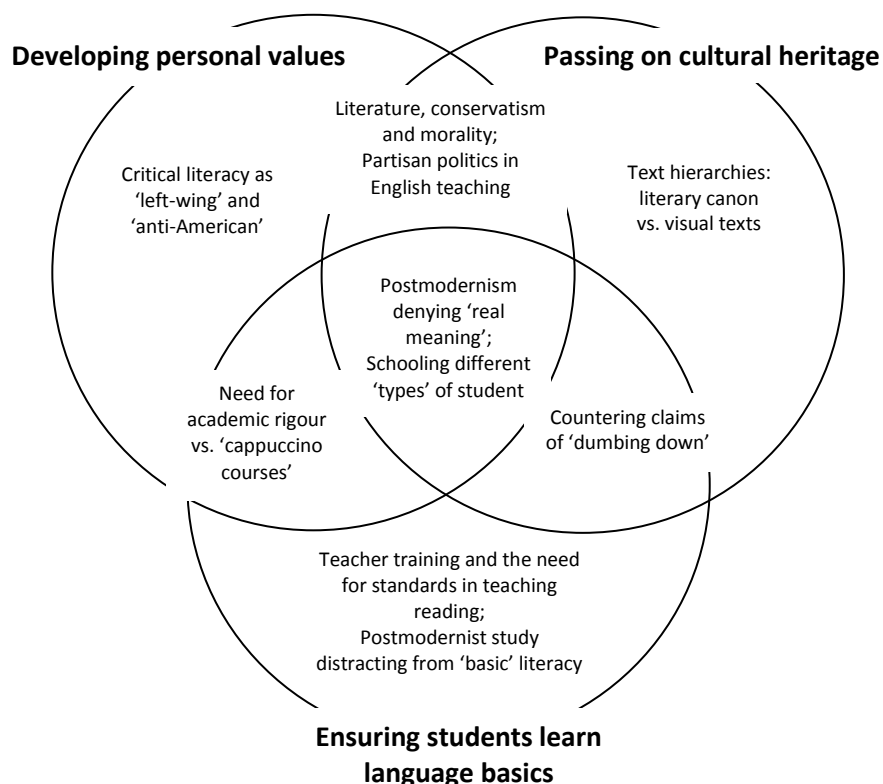 Developing personal values
Passing on cultural heritage
Literature, conservatism
and morality;
Partisan politics in
English teaching
Critical literacy as
‘left-wing’ and
‘anti-American’
Text hierarchies:
literary canon
vs. visual texts
Postmodernism
denying ‘real
meaning’;
Schooling different
‘types’ of student
Need for
academic rigour
vs. ‘cappuccino
courses’
Countering claims
of ‘dumbing down’
Teacher training and the need
for standards in teaching
reading;
Postmodernist study
distracting from ‘basic’ literacy
Ensuring students learn
language basics